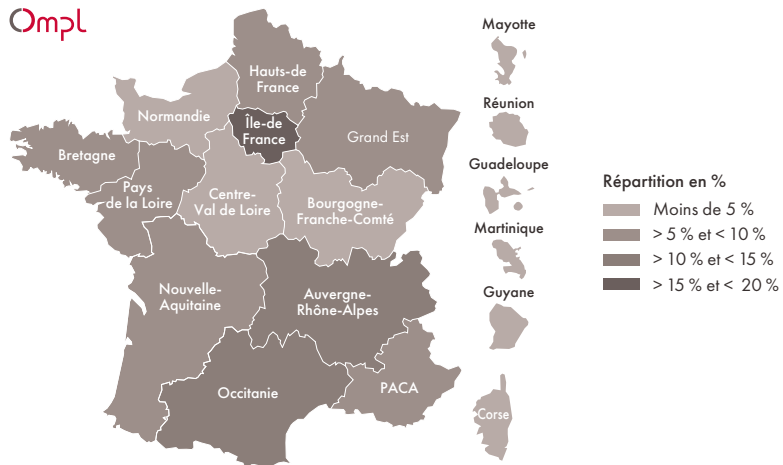 Ompl
Mayotte
Hauts-de
France
Normandie
Île-de
France
Réunion
Grand Est
Bretagne
Guadeloupe
Pays
de la Loire
Centre-
Val de Loire
Bourgogne-
Franche-Comté
Martinique
Nouvelle-
Aquitaine
Auvergne-
Rhône-Alpes
Guyane
Occitanie
PACA
Corse
Répartition en %
Moins de 5 %
> 5 % et < 10 %
> 10 % et < 15 %
> 15 % et < 20 %